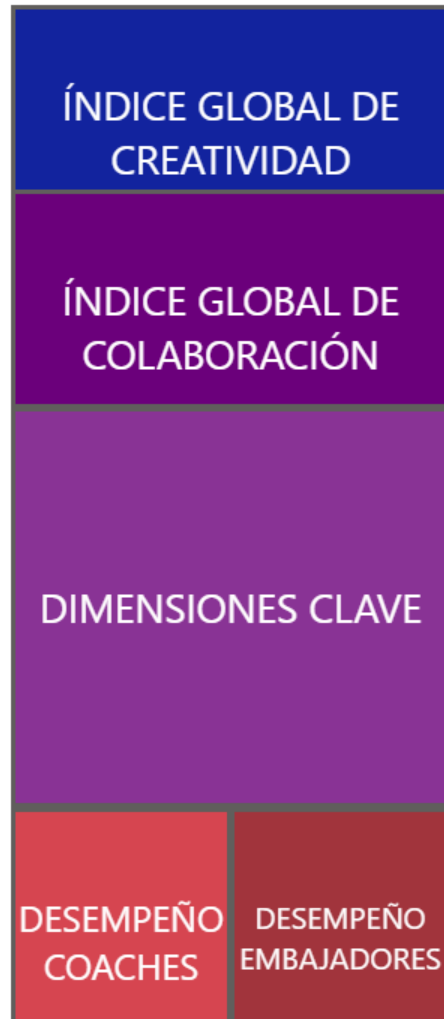 ÍNDICE GLOBAL DE
CREATIVIDAD
ÍNDICE GLOBAL DE
COLABORACIÓN
DIMENSIONES CLAVE
DESEMPEÑO
COACHES
DESEMPEÑO
EMBAJADORES